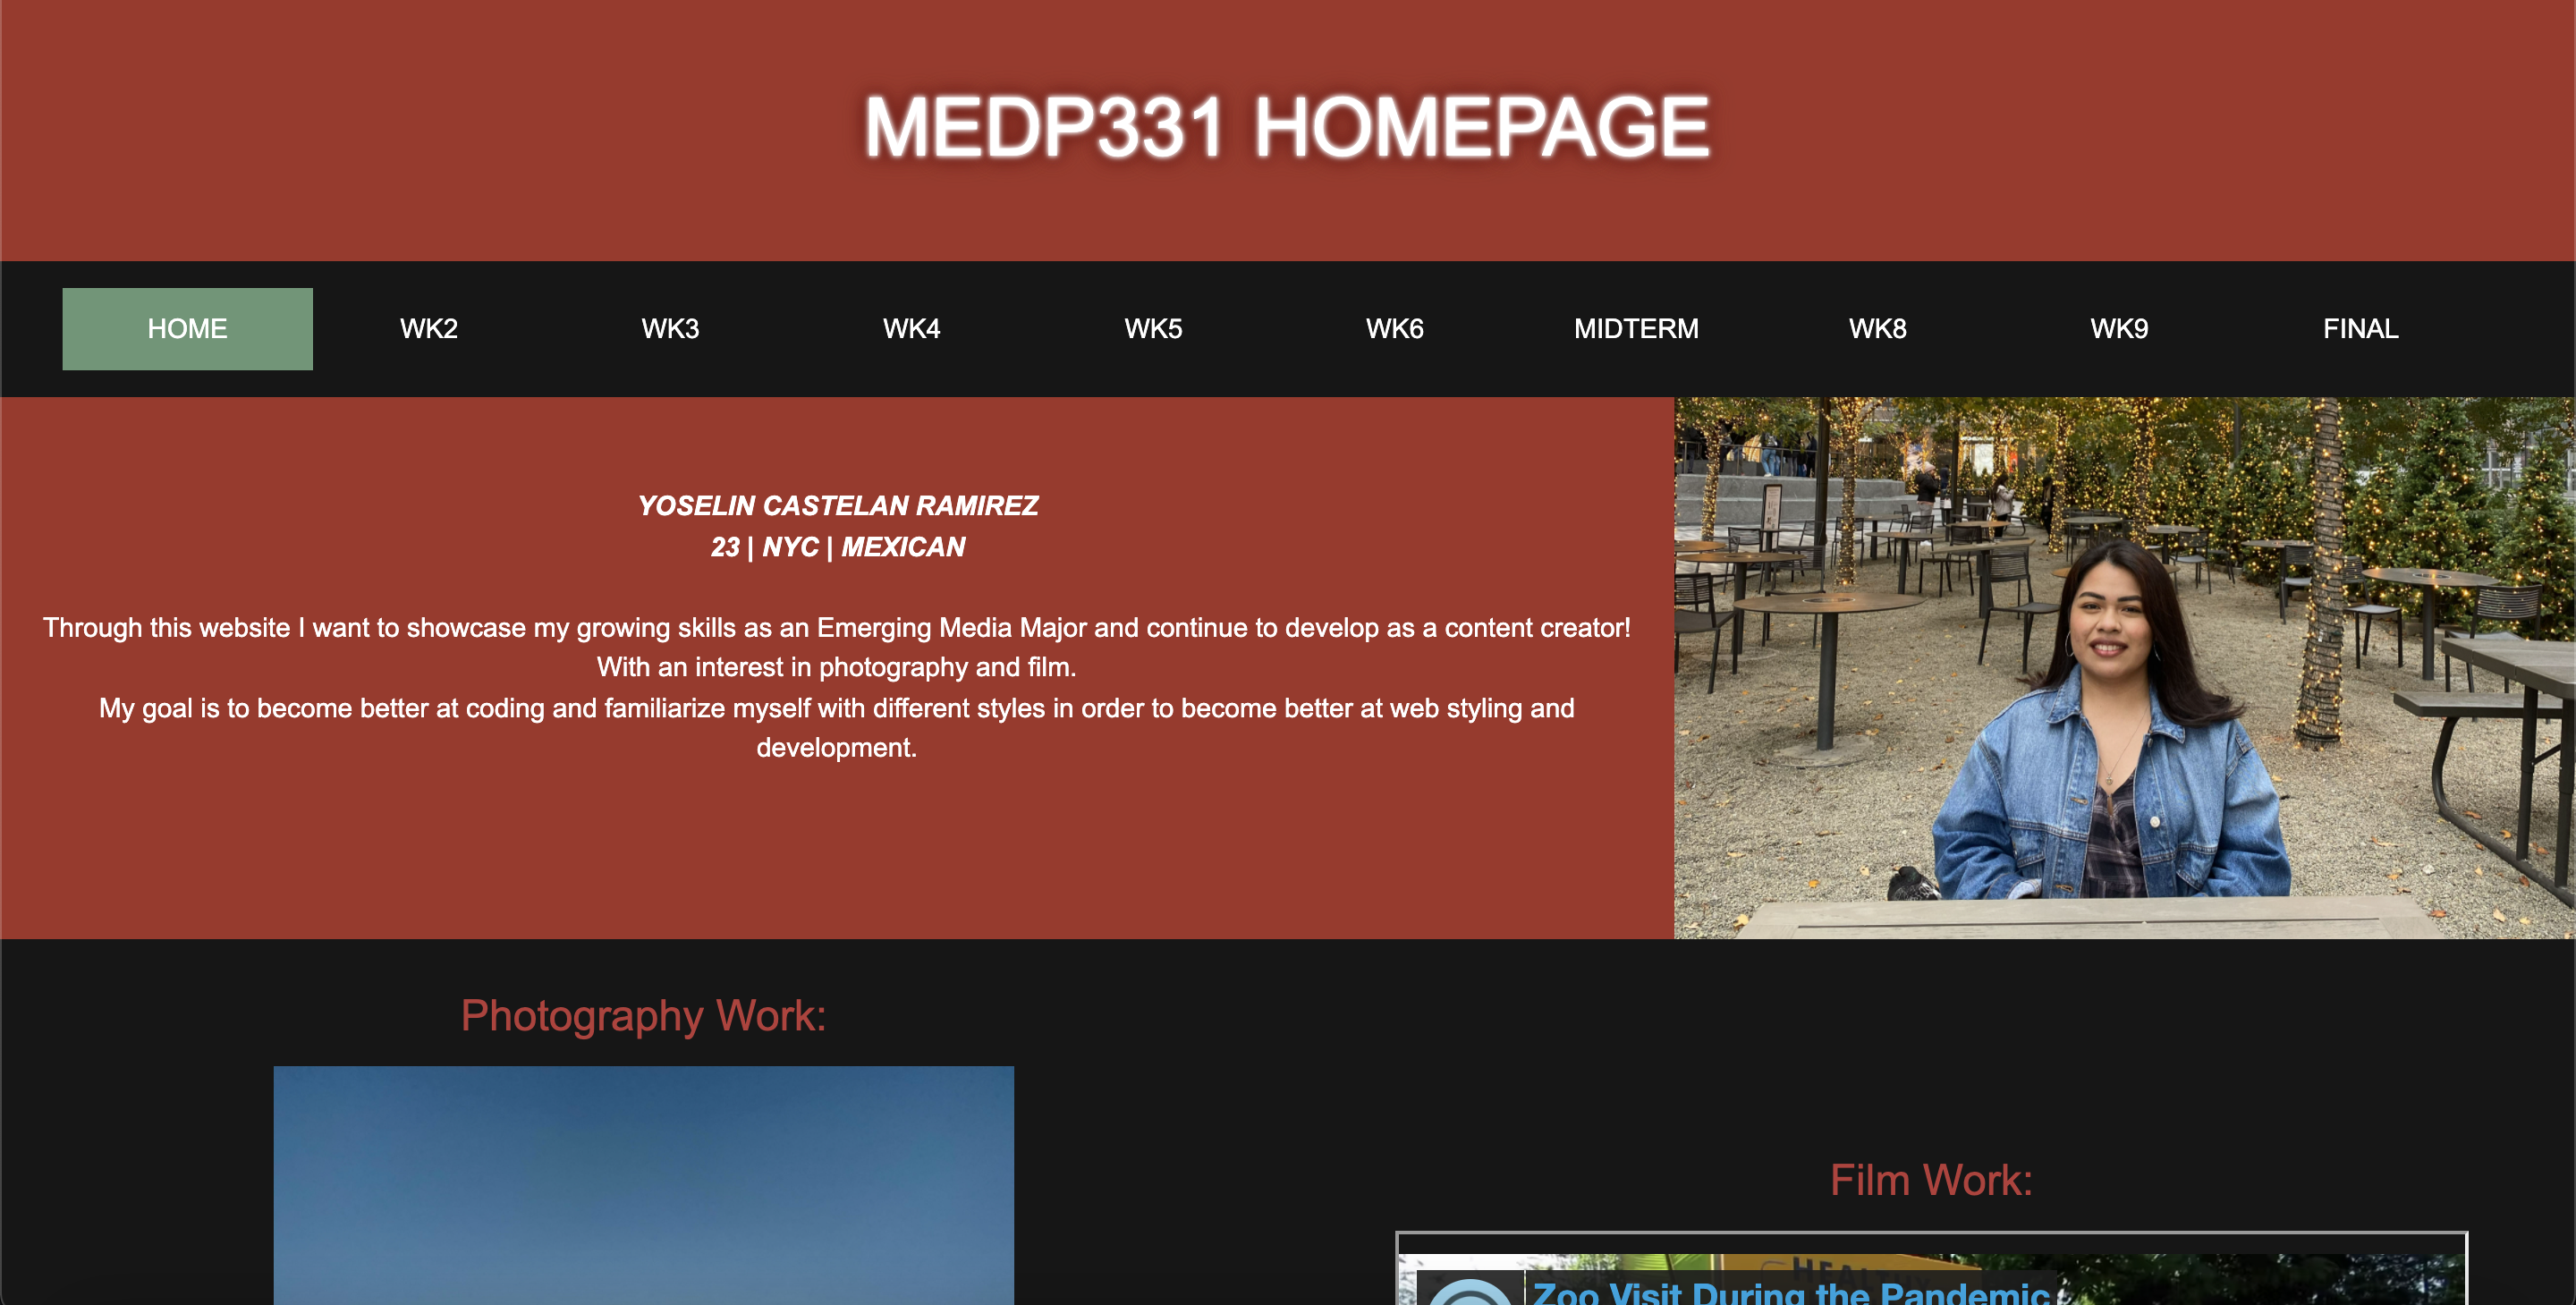 MEDP331 HOMEPAGE
HOME WK2 WK3 WK4 WK5 WK6 MIDTERM WK8 WK9 FINAL
YOSELIN CASTELAN RAMIREZ
23 | NYC | MEXICAN
Through this website I want to showcase my growing skills as an Emerging Media Major and continue to develop as a content creator!
With an interest in photography and film.
My goal is to become better at coding and familiarize myself with different styles in order to become better at web styling and
development.
Photography Work:
Film Work:
HEALTHY
Zoo Visit During the Pandemic